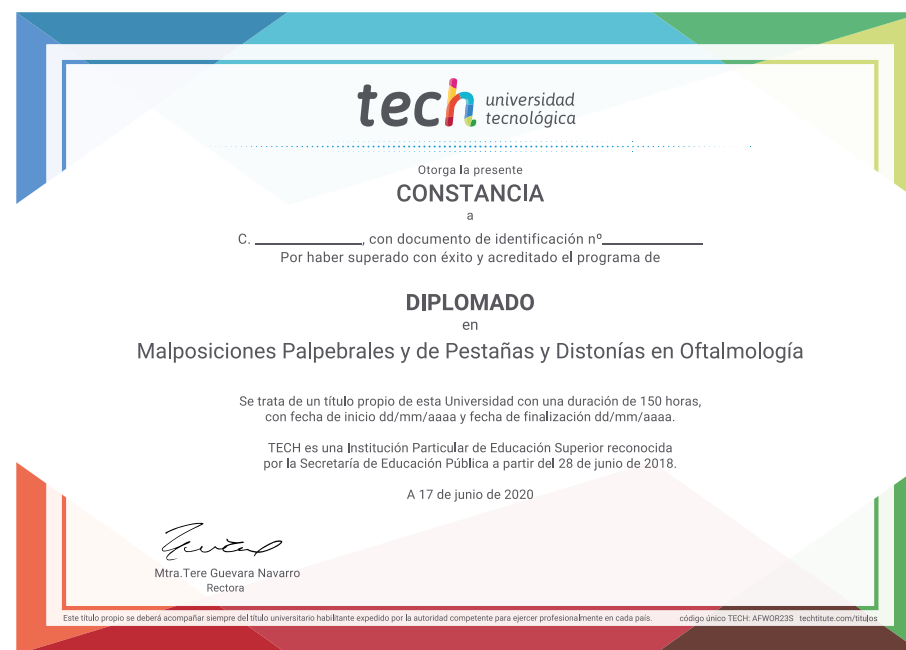 tech universidad
tecnológica
Otorga la presente
CONSTANCIA
a
C. ____________, con documento de identificación nº____________
Por haber superado con éxito y acreditado el programa de
DIPLOMADO
en
Malposiciones Palpebrales y de Pestañas y Distonías en Oftalmología
Se trata de un título propio de esta Universidad con una duración de 150 horas,
con fecha de inicio dd/mm/aaaa y fecha de finalización dd/mm/aaaa.
TECH es una Institución Particular de Educación Superior reconocida
por la Secretaría de Educación Pública a partir del 28 de junio de 2018.
A 17 de junio de 2020
Mtra.Tere Guevara Navarro
Rectora
Este título propio se deberá acompañar siempre del título universitario habilitante expedido por la autoridad competente para ejercer profesionalmente en cada país. código único TECH: AFWOR23S techtitute.com/titulos